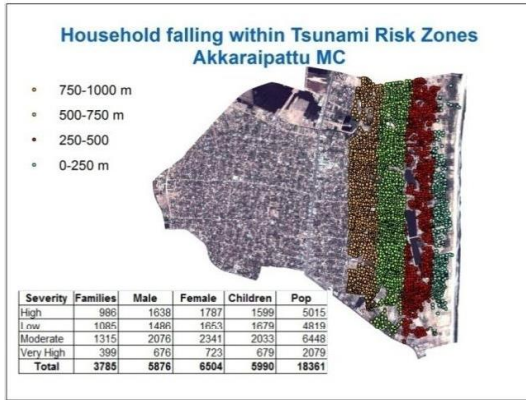 Household falling within Tsunami Risk Zones
Akkaraipattu MC
750-1000 m
500-750 m
250-500
0-250 m
Severity Families Male Female Children Pop
High 986 1638 1787 1599 5015
Low 1085 1486 1653 1679 4819
Moderate 1315 2076 2341 2033 6448
Very High 399 676 723 679 2079
Total 3785 5876 6504 5990 18361